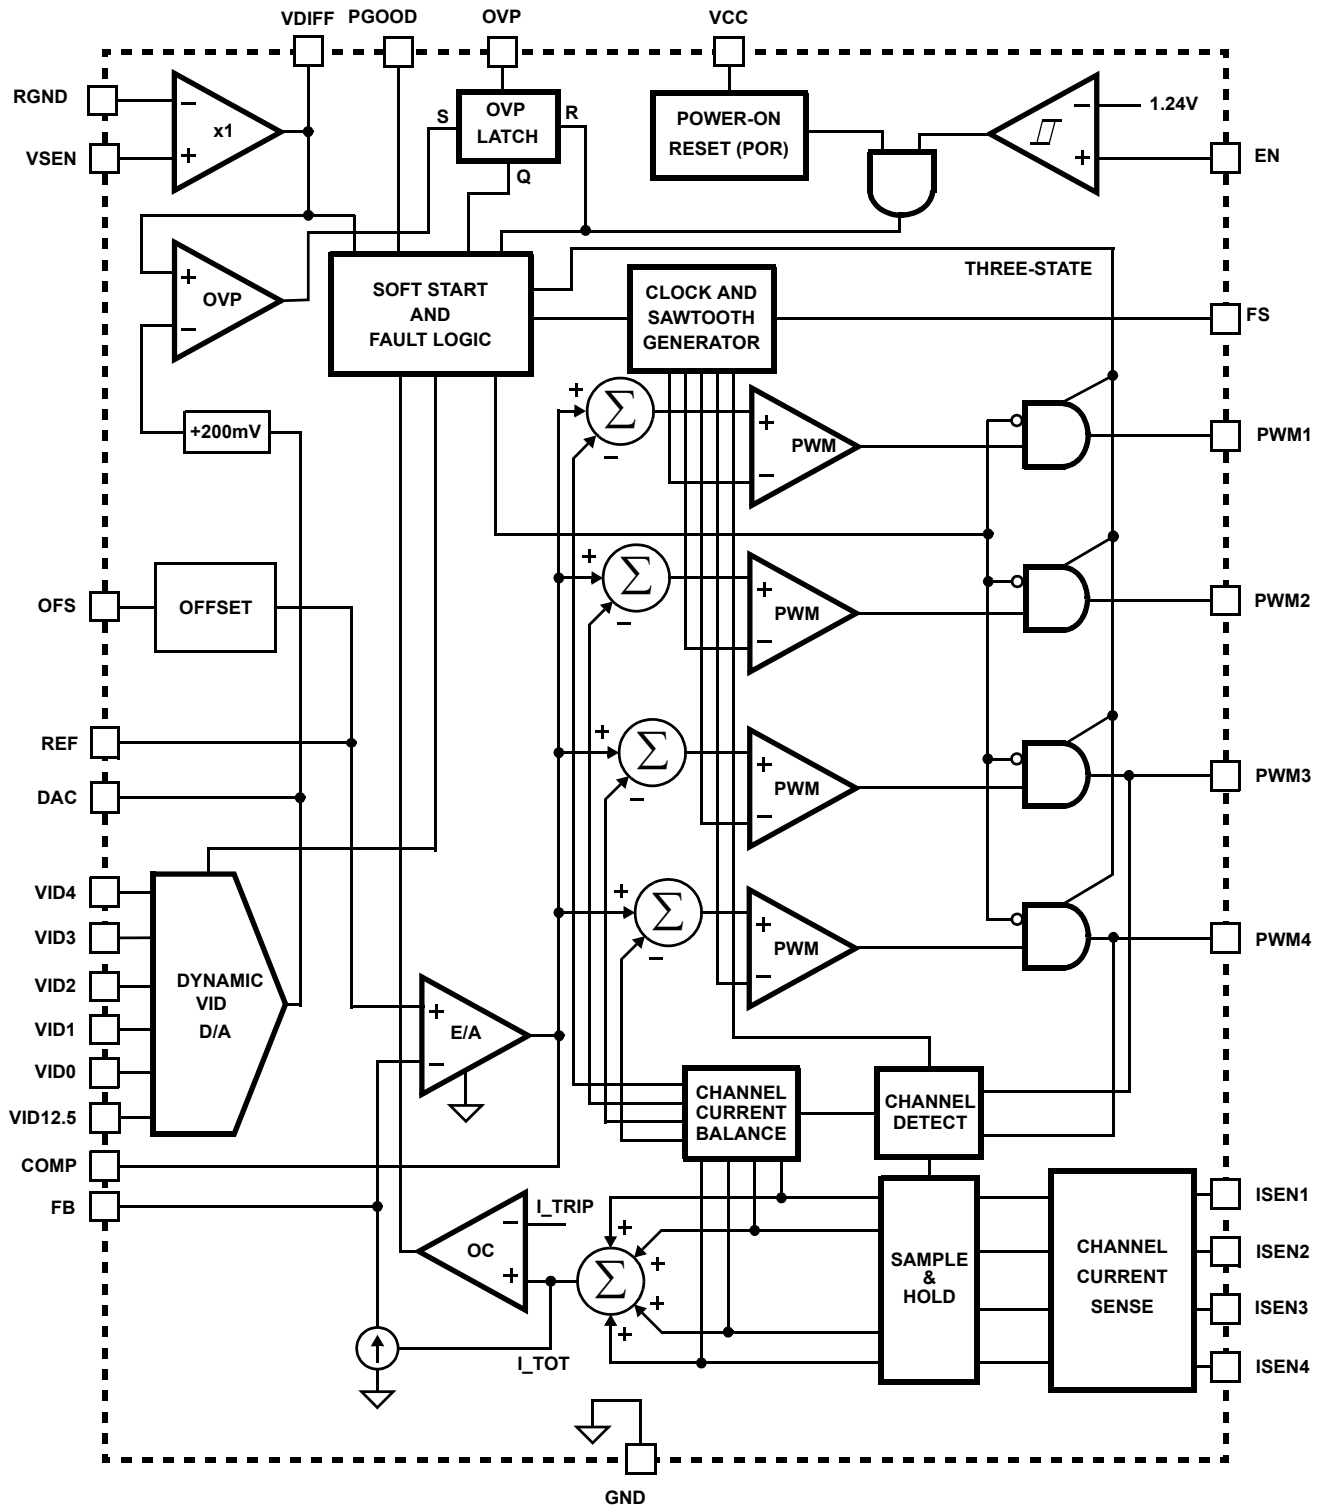 VDIFF
PGOOD
OVP
VCC
RGND
−
x1
+
VSEN
S
OVP
LATCH
R
Q
POWER-ON
RESET (POR)
−
1.24V
+
EN
+
OVP
−
SOFT START
AND
FAULT LOGIC
CLOCK AND
SAWTOOTH
GENERATOR
THREE-STATE
FS
+200mV
+
Σ
−
+
PWM
−
PWM1
OFS
OFFSET
+
Σ
−
+
PWM
−
PWM2
REF
DAC
+
Σ
−
+
PWM
−
PWM3
VID4
VID3
VID2
VID1
VID0
VID12.5
DYNAMIC
VID
D/A
+
Σ
−
+
PWM
−
PWM4
+
E/A
−
CHANNEL
CURRENT
BALANCE
CHANNEL
DETECT
COMP
FB
I_TRIP
−
OC
+
I_TOT
+
+
Σ
+
+
SAMPLE
&
HOLD
CHANNEL
CURRENT
SENSE
ISEN1
ISEN2
ISEN3
ISEN4
GND